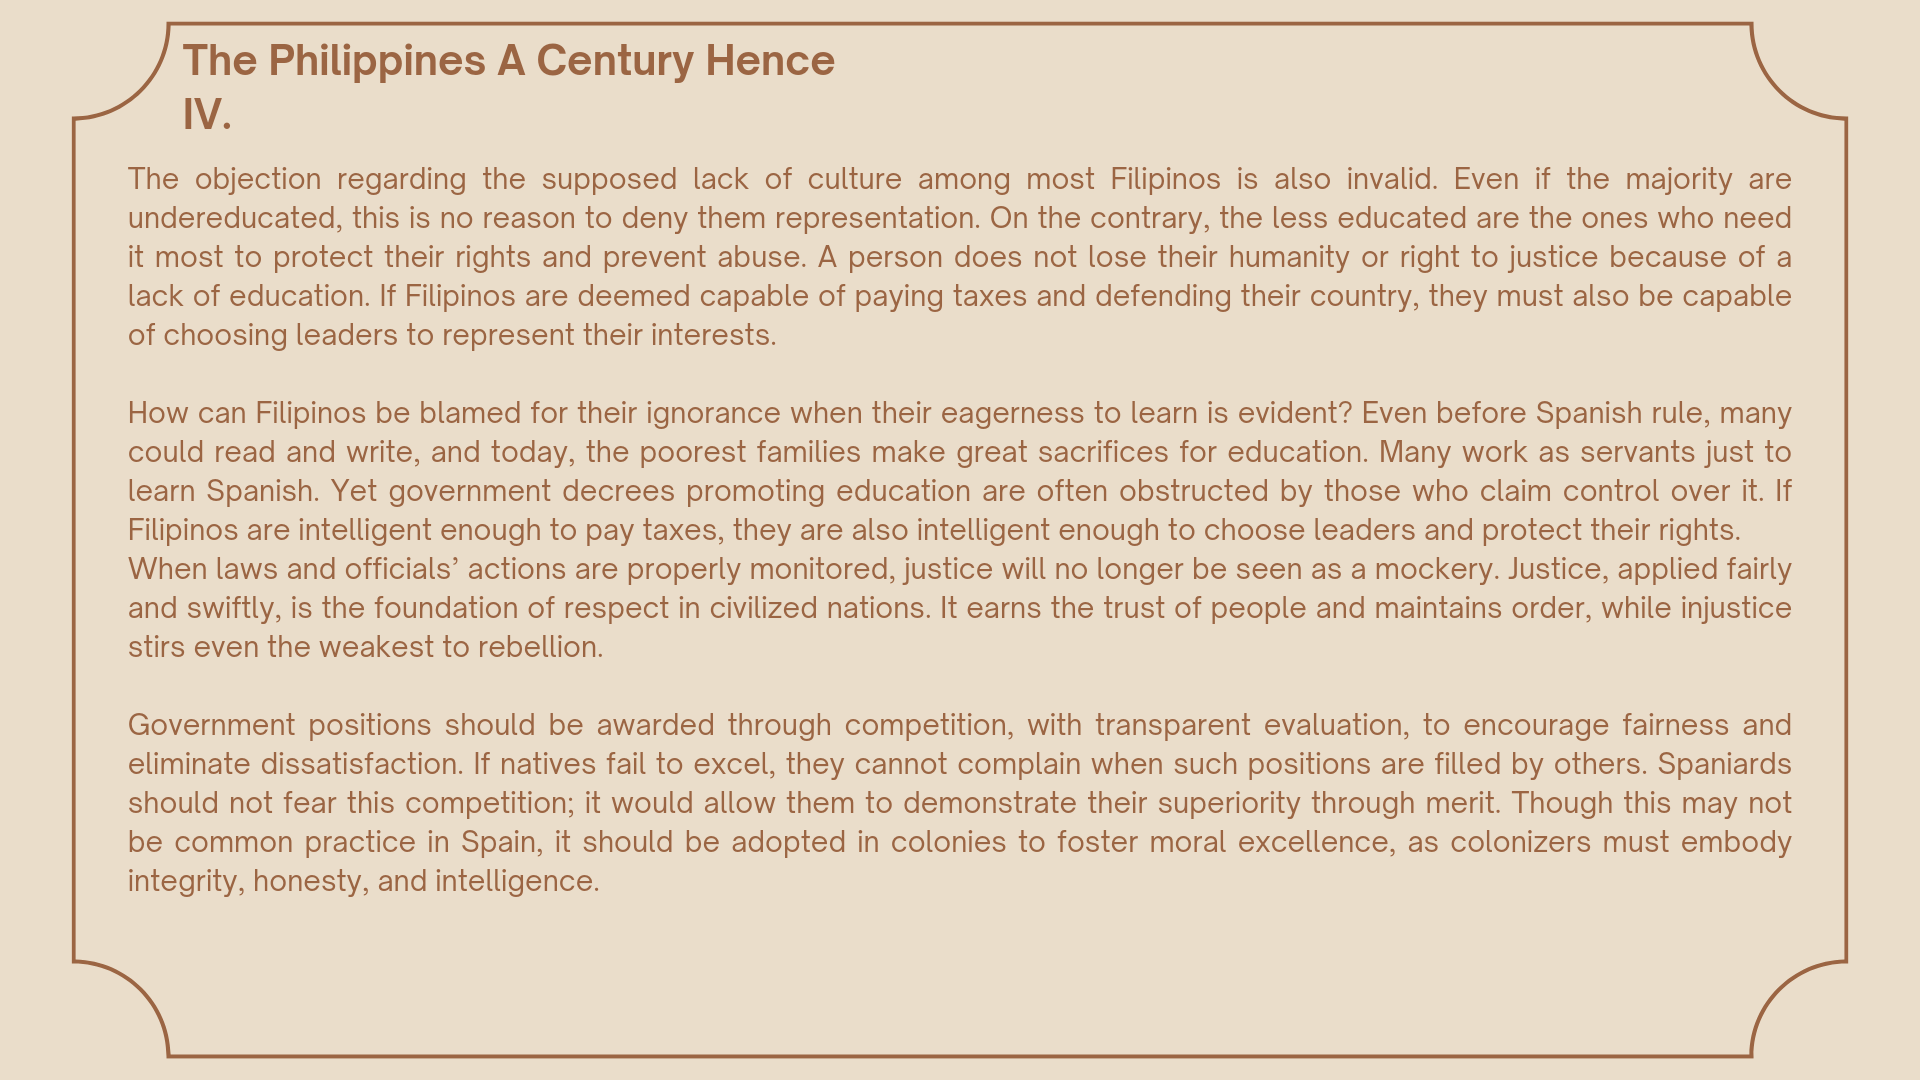 The Philippines A Century Hence
IV.
The objection regarding the supposed lack of culture among most Filipinos is also invalid. Even if the majority are
undereducated, this is no reason to deny them representation. On the contrary, the less educated are the ones who need
it most to protect their rights and prevent abuse. A person does not lose their humanity or right to justice because of a
lack of education. If Filipinos are deemed capable of paying taxes and defending their country, they must also be capable
of choosing leaders to represent their interests.
How can Filipinos be blamed for their ignorance when their eagerness to learn is evident? Even before Spanish rule, many
could read and write, and today, the poorest families make great sacrifices for education. Many work as servants just to
learn Spanish. Yet government decrees promoting education are often obstructed by those who claim control over it. If
Filipinos are intelligent enough to pay taxes, they are also intelligent enough to choose leaders and protect their rights.
When laws and officials’ actions are properly monitored, justice will no longer be seen as a mockery. Justice, applied fairly
and swiftly, is the foundation of respect in civilized nations. It earns the trust of people and maintains order, while injustice
stirs even the weakest to rebellion.
Government positions should be awarded through competition, with transparent evaluation, to encourage fairness and
eliminate dissatisfaction. If natives fail to excel, they cannot complain when such positions are filled by others. Spaniards
should not fear this competition; it would allow them to demonstrate their superiority through merit. Though this may not
be common practice in Spain, it should be adopted in colonies to foster moral excellence, as colonizers must embody
integrity, honesty, and intelligence.